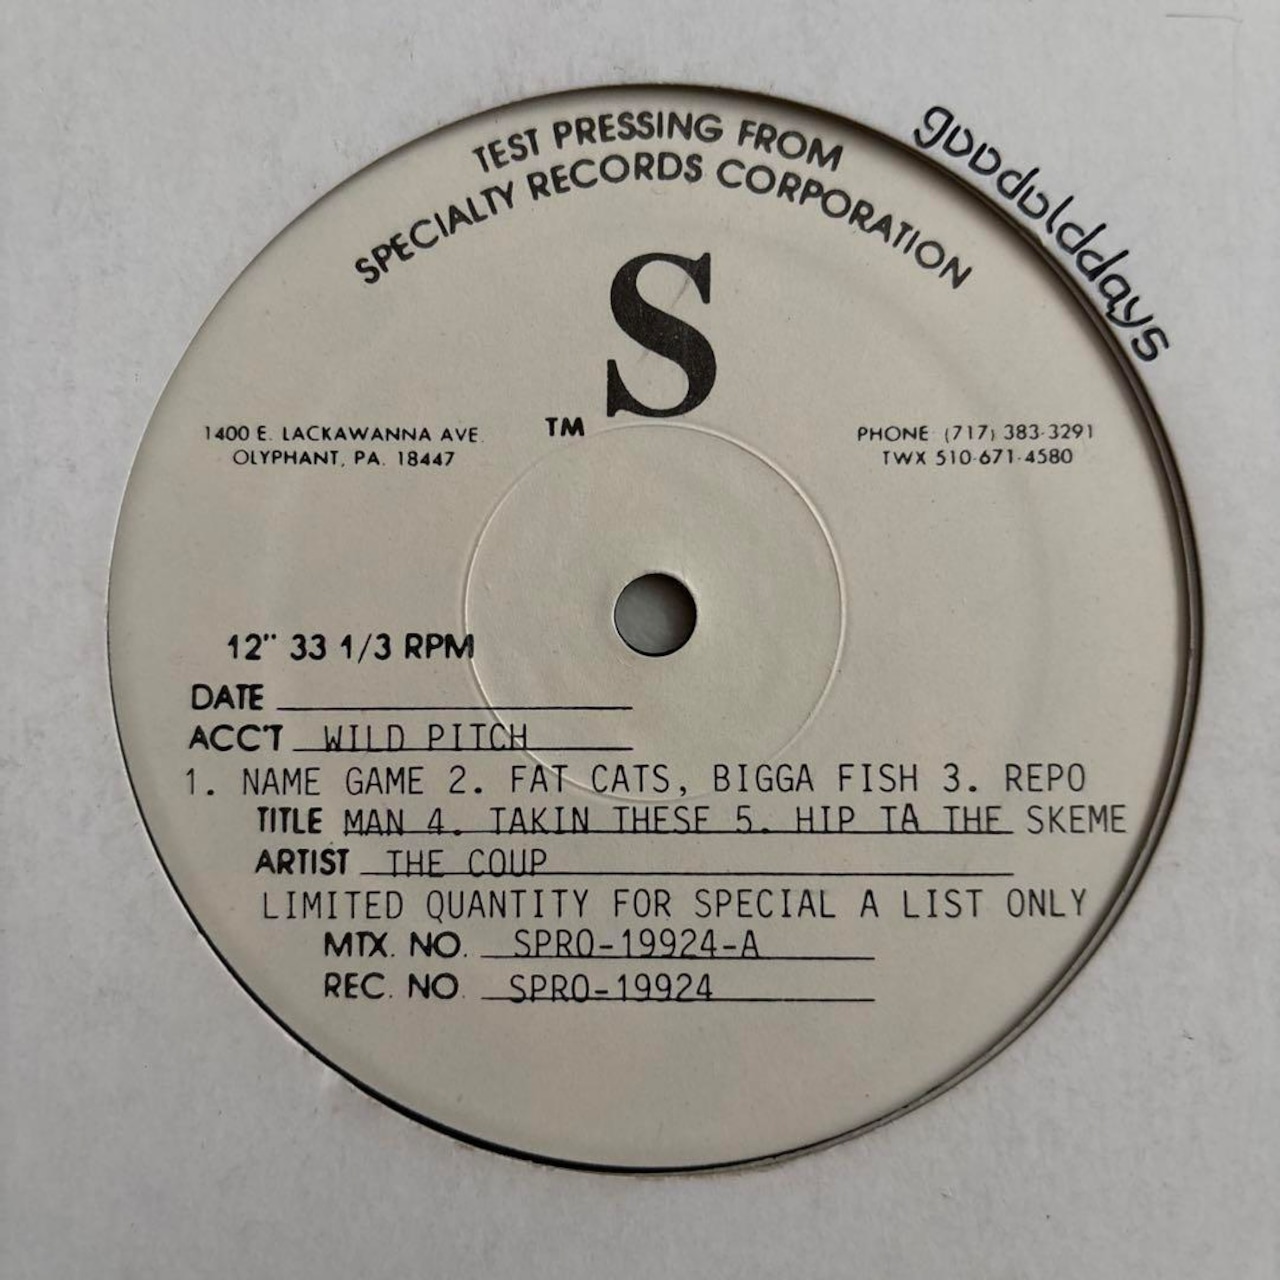 TEST PRESSING FROM
SPECIALTY RECORDS CORPORATION
goodolddays
S
TM
1400 E. LACKAWANNA AVE.
OLYPHANT, PA. 18447
PHONE (717) 383-3291
TWX 510-671-4580
12" 33 1/3 RPM
DATE
ACC'T WILD PITCH
1. NAME GAME 2. FAT CATS, BIGGA FISH 3. REPO
TITLE MAN 4. TAKIN THESE 5. HIP TA THE SKEME
ARTIST THE COUP
LIMITED QUANTITY FOR SPECIAL A LIST ONLY
MTX. NO. SPRO-19924-A
REC. NO. SPRO-19924